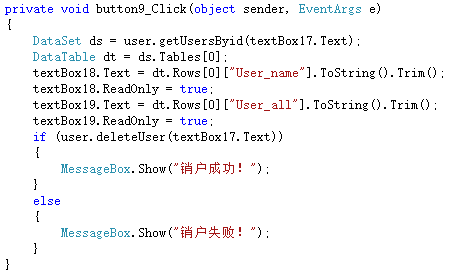 private void button9_Click(object sender, EventArgs e)
{
    DataSet ds = user.getUsersByid(textBox17.Text);
    DataTable dt = ds.Tables[0];
    textBox18.Text = dt.Rows[0]["User_name"].ToString().Trim();
    textBox18.ReadOnly = true;
    textBox19.Text = dt.Rows[0]["User_all"].ToString().Trim();
    textBox19.ReadOnly = true;
    if (user.deleteUser(textBox17.Text))
    {
        MessageBox.Show("销户成功！");
    }
    else
    {
        MessageBox.Show("销户失败！");
    }
}